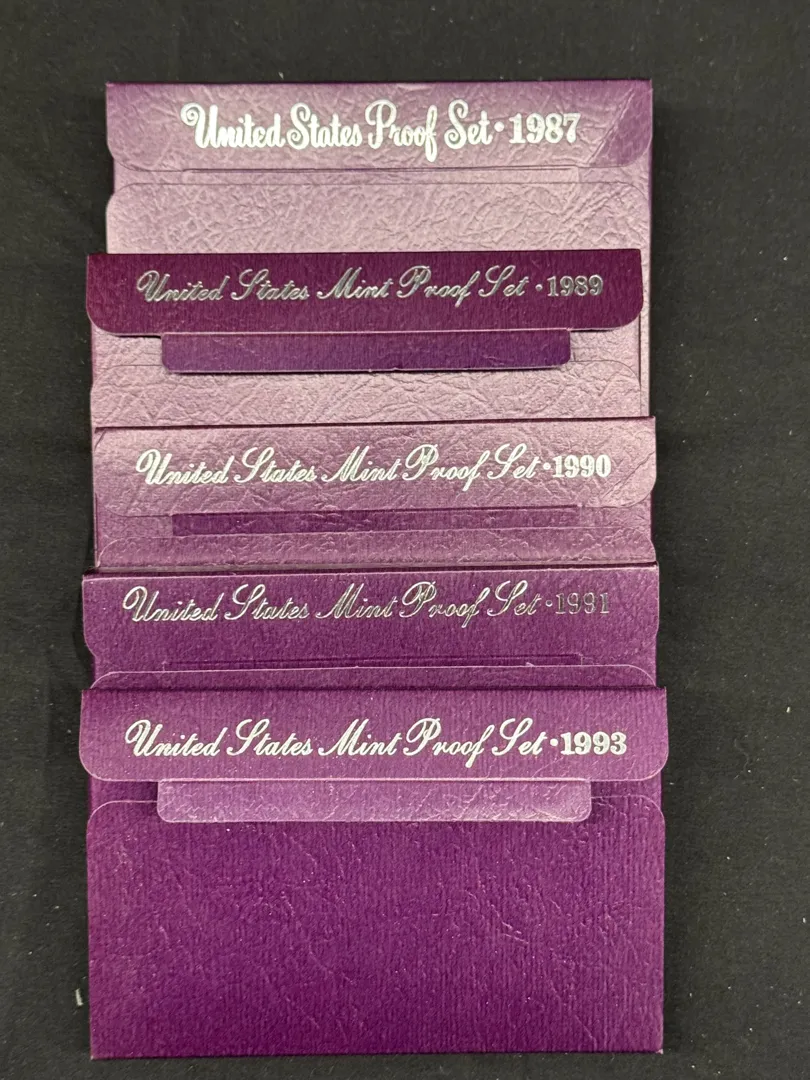 United States Proof Set • 1987
United States Mint Proof Set • 1989
United States Mint Proof Set • 1990
United States Mint Proof Set • 1991
United States Mint Proof Set • 1993